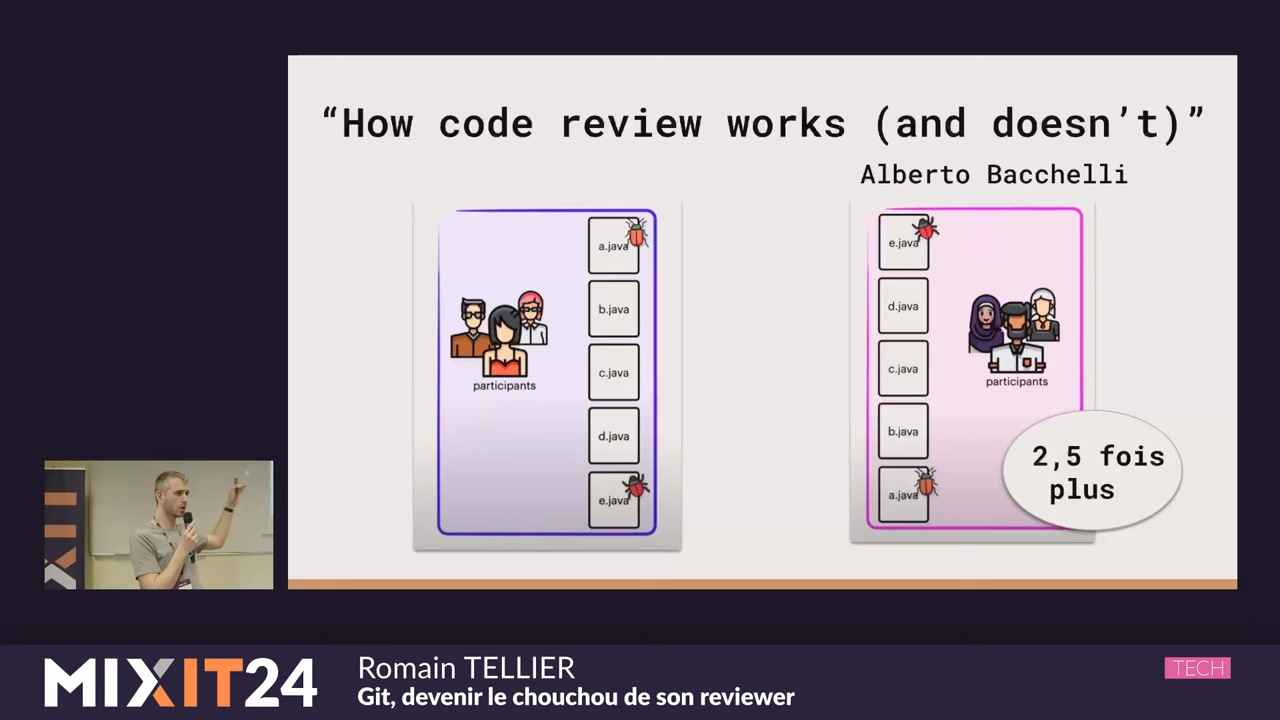 “How code review works (and doesn’t)”
Alberto Bacchelli
a.java
b.java
c.java
d.java
e.java
participants
e.java
d.java
c.java
b.java
a.java
participants
2,5 fois
plus
MIXIT24
Romain TELLIER
Git, devenir le chouchou de son reviewer
TECH